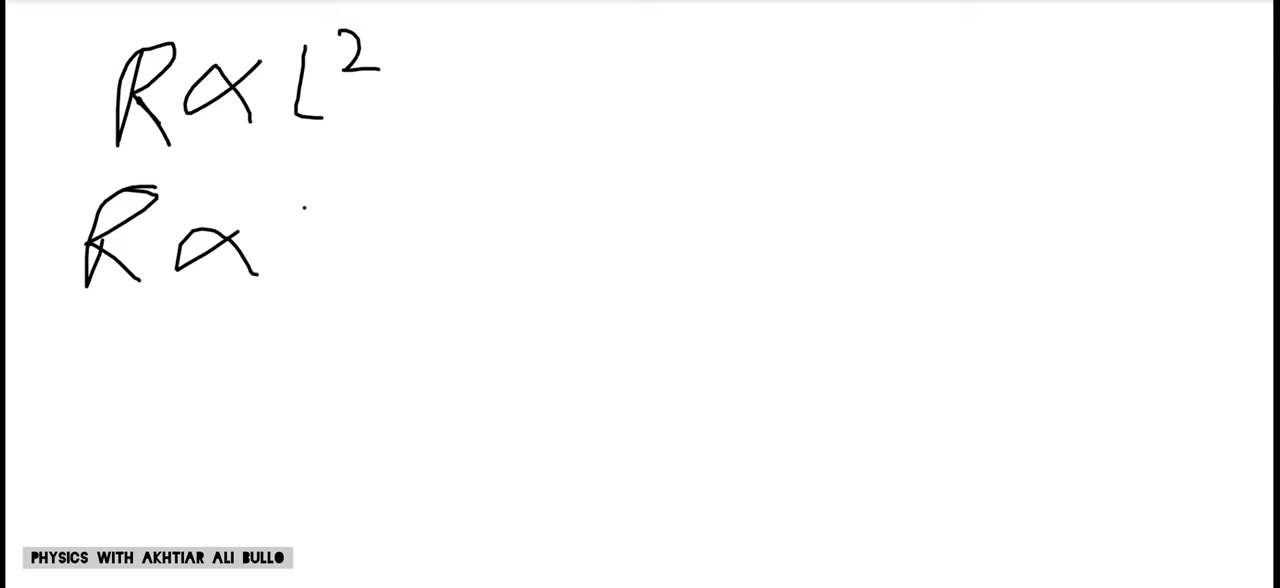 R ∝ L²
R ∝
PHYSICS WITH AKHTIAR ALI BULLO